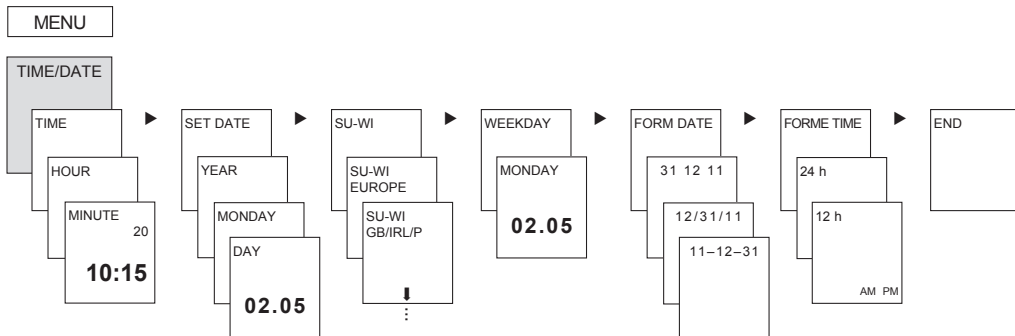 MENU
TIME/DATE
TIME
HOUR
MINUTE
20
10:15
SET DATE
YEAR
MONDAY
DAY
02.05
SU-WI
SU-WI
EUROPE
SU-WI
GB/IRL/P
WEEKDAY
MONDAY
02.05
FORM DATE
31 12 11
12/31/11
11–12–31
FORME TIME
24 h
12 h
AM PM
END